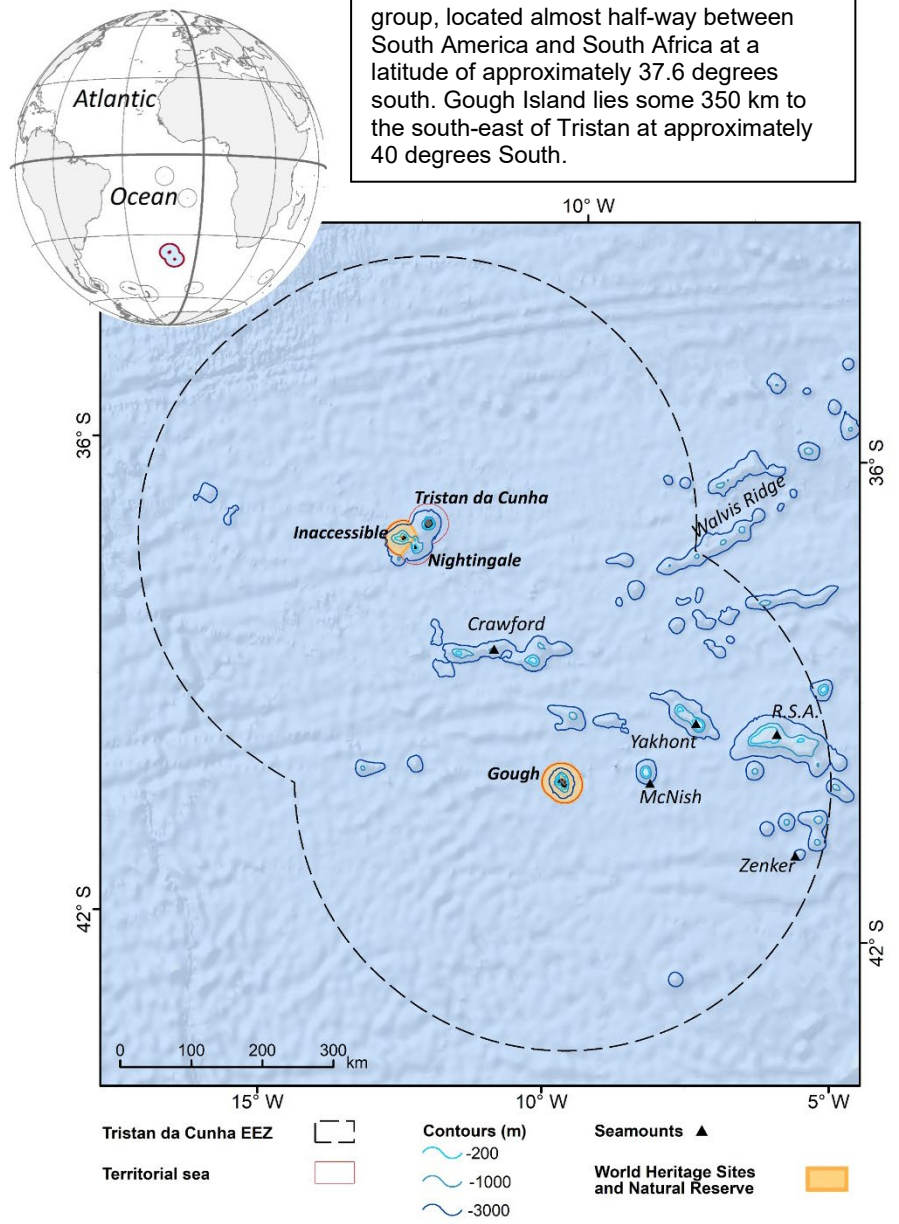 group, located almost half-way between
South America and South Africa at a
latitude of approximately 37.6 degrees
south. Gough Island lies some 350 km to
the south-east of Tristan at approximately
40 degrees South.
Atlantic
Ocean
10° W
36° S
36° S
Tristan da Cunha
Inaccessible
Nightingale
Walvis Ridge
Crawford
R.S.A.
Yakhont
Gough
McNish
Zenker
42° S
42° S
0 100 200 300
km
15° W
10° W
5° W
Tristan da Cunha EEZ
Territorial sea
Contours (m)
-200
-1000
-3000
Seamounts
World Heritage Sites
and Natural Reserve